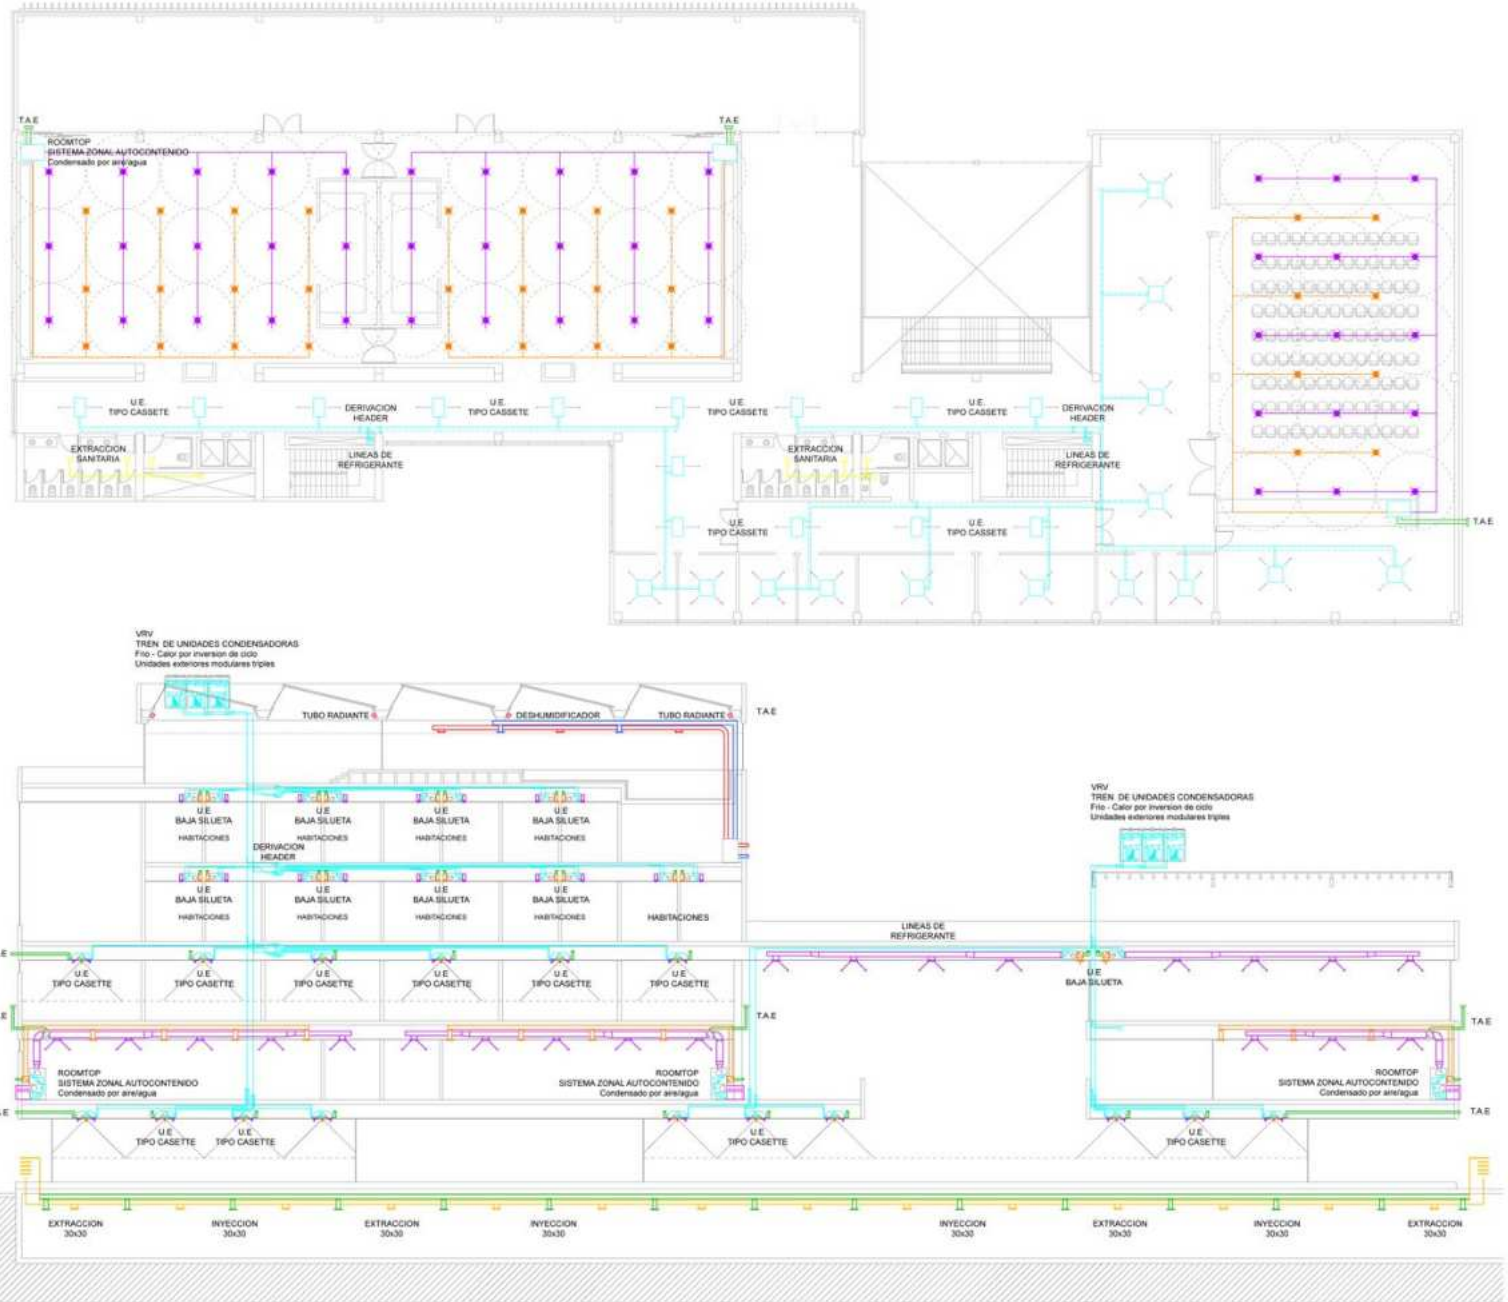 T.A.E
T.A.E
ROOMTOP
SISTEMA ZONAL AUTOCONTENIDO
Condensado por aire/agua
U.E.
TIPO CASSETE
DERIVACION
HEADER
U.E.
TIPO CASSETE
U.E.
TIPO CASSETE
U.E.
TIPO CASSETE
DERIVACION
HEADER
EXTRACCION
SANITARIA
LINEAS DE
REFRIGERANTE
EXTRACCION
SANITARIA
LINEAS DE
REFRIGERANTE
U.E.
TIPO CASSETE
U.E.
TIPO CASSETE
T.A.E
VRV
TREN DE UNIDADES CONDENSADORAS
Frio - Calor por inversion de ciclo
Unidades exteriores modulares triples
TUBO RADIANTE
DESHUMIDIFICADOR
TUBO RADIANTE
T.A.E
U.E
BAJA SILUETA
U.E
BAJA SILUETA
U.E
BAJA SILUETA
U.E
BAJA SILUETA
HABITACIONES
HABITACIONES
HABITACIONES
HABITACIONES
DERIVACION
HEADER
VRV
TREN DE UNIDADES CONDENSADORAS
Frio - Calor por inversion de ciclo
Unidades exteriores modulares triples
U.E
BAJA SILUETA
U.E
BAJA SILUETA
U.E
BAJA SILUETA
U.E
BAJA SILUETA
HABITACIONES
HABITACIONES
HABITACIONES
HABITACIONES
HABITACIONES
LINEAS DE
REFRIGERANTE
U.E
TIPO CASETTE
U.E
TIPO CASETTE
U.E
TIPO CASETTE
U.E
TIPO CASETTE
U.E
TIPO CASETTE
U.E
TIPO CASETTE
U.E
BAJA SILUETA
T.A.E
T.A.E
ROOMTOP
SISTEMA ZONAL AUTOCONTENIDO
Condensado por aire/agua
ROOMTOP
SISTEMA ZONAL AUTOCONTENIDO
Condensado por aire/agua
ROOMTOP
SISTEMA ZONAL AUTOCONTENIDO
Condensado por aire/agua
T.A.E
U.E
TIPO CASETTE
U.E
TIPO CASETTE
U.E
TIPO CASETTE
U.E
TIPO CASETTE
EXTRACCION
30x30
INYECCION
30x30
EXTRACCION
30x30
INYECCION
30x30
INYECCION
30x30
EXTRACCION
30x30
INYECCION
30x30
EXTRACCION
30x30